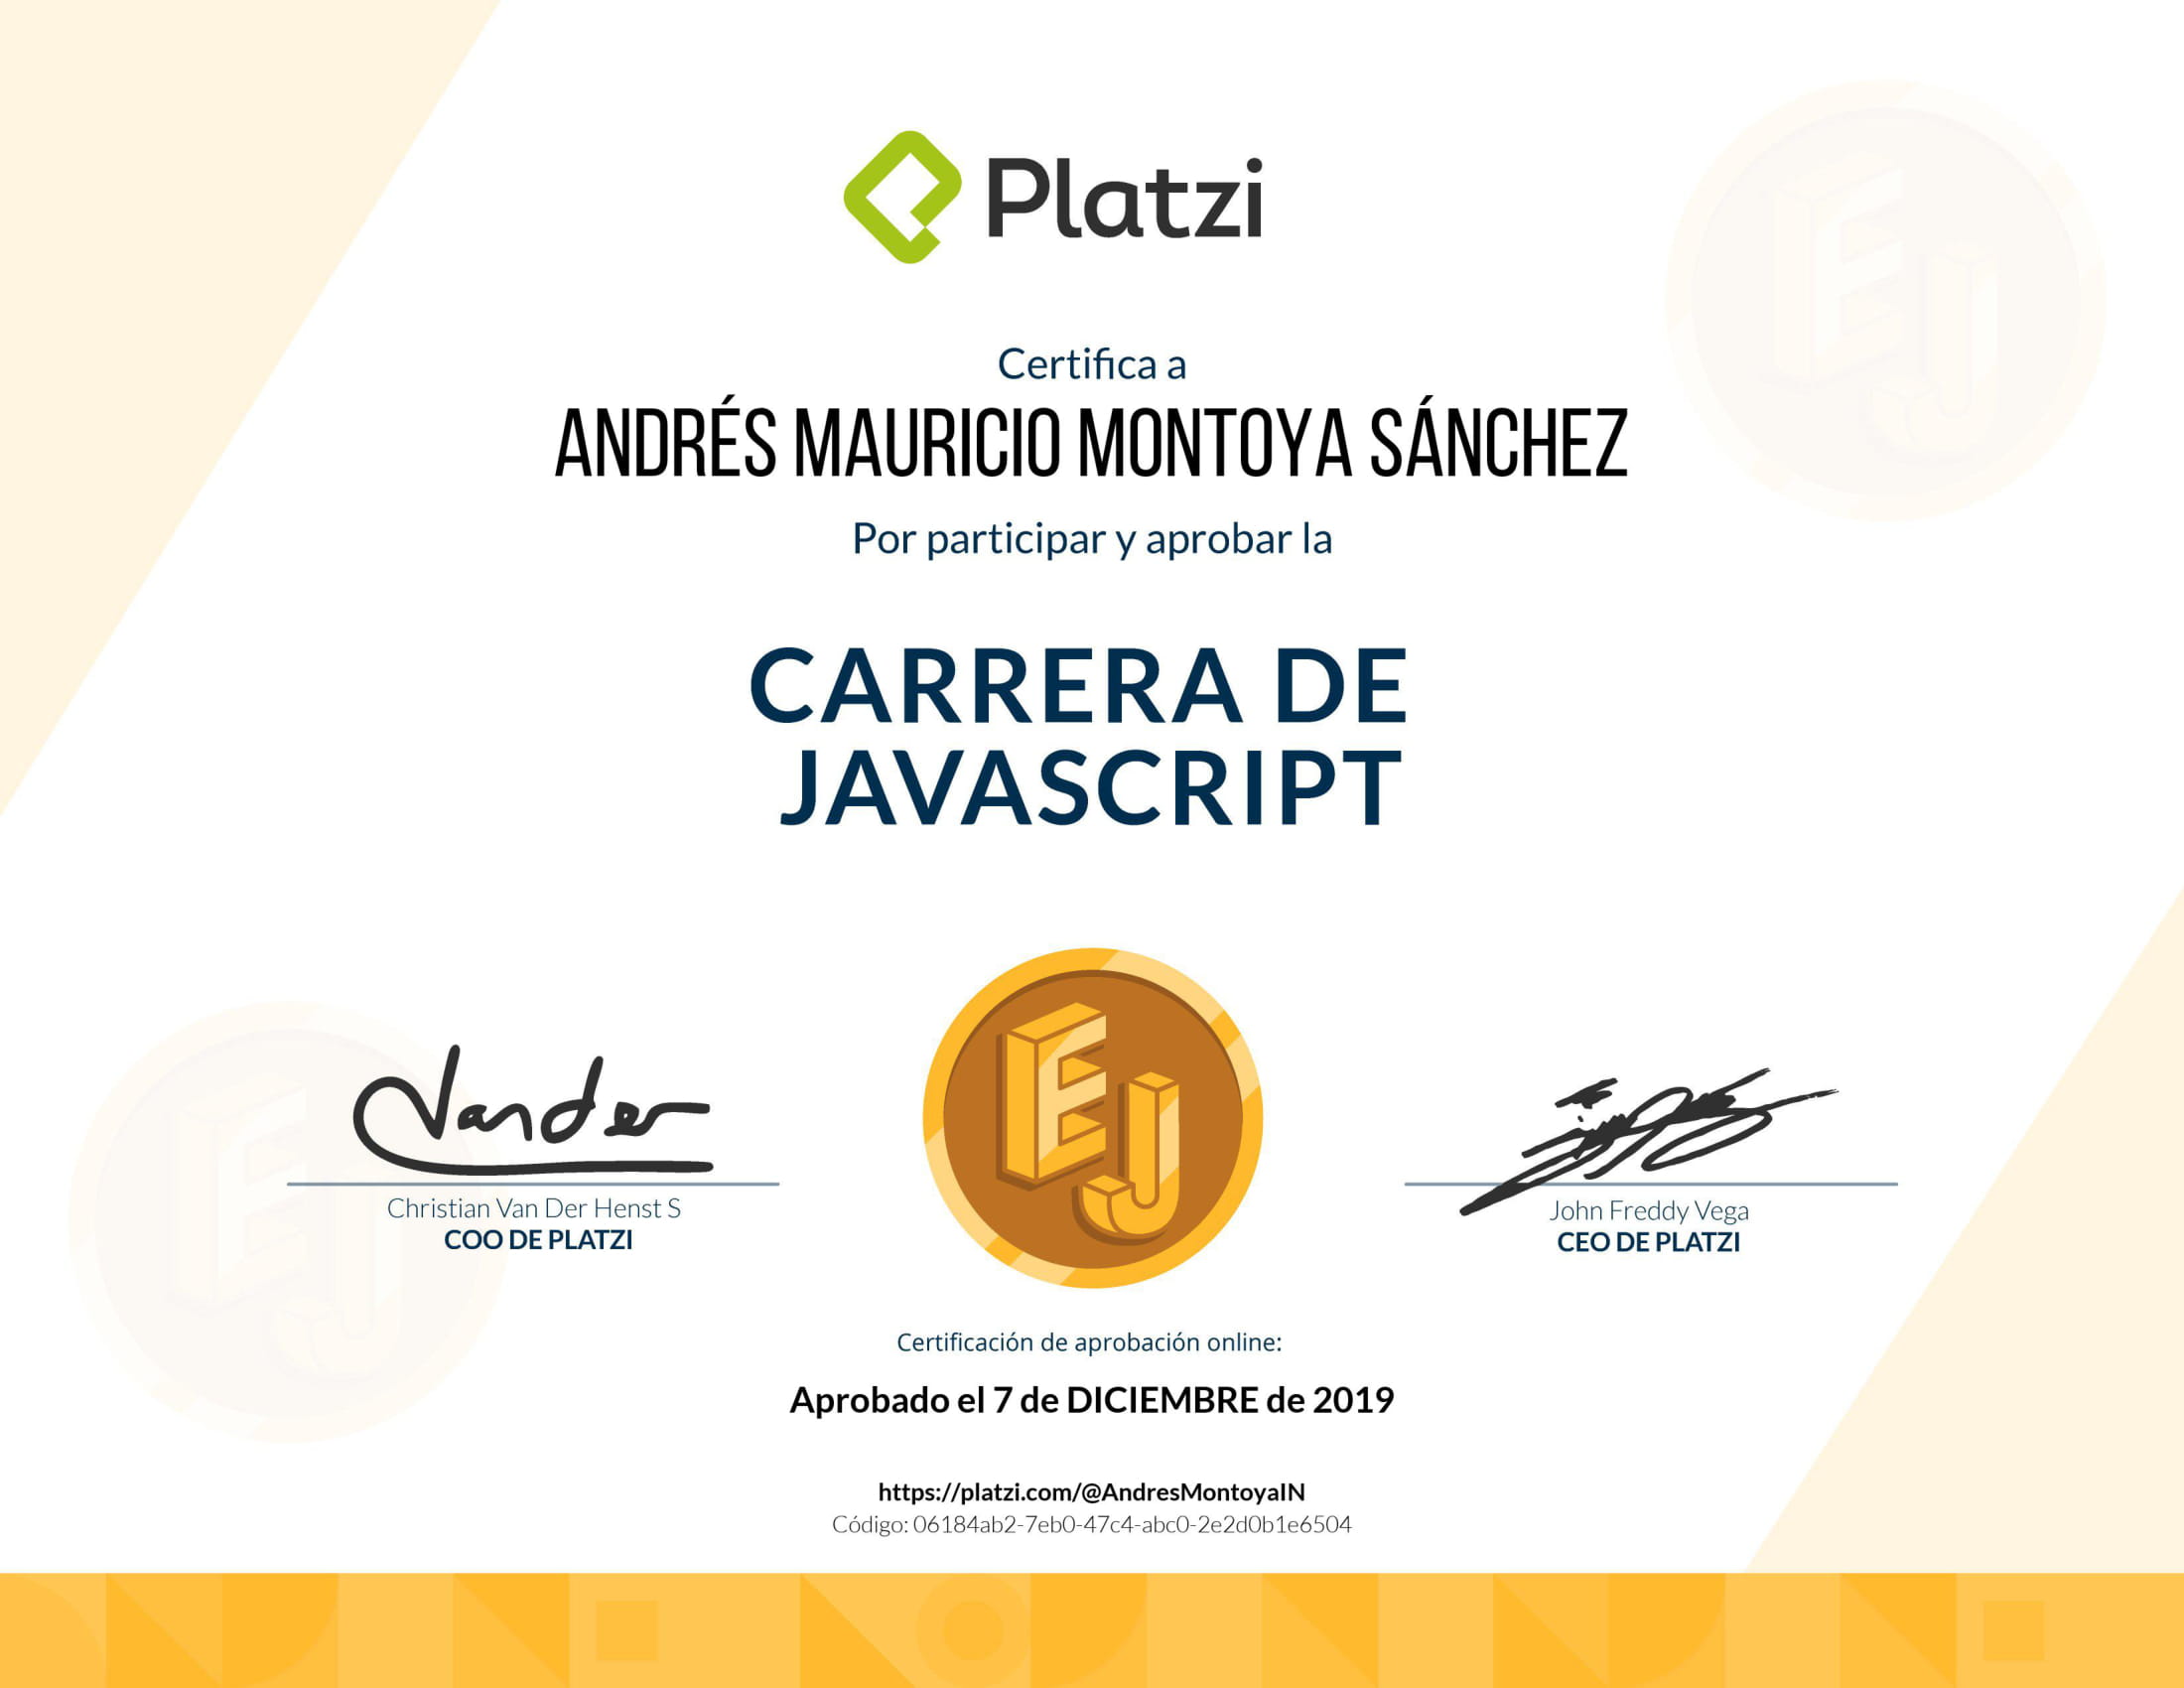 Platzi
Certifica a
ANDRÉS MAURICIO MONTOYA SÁNCHEZ
Por participar y aprobar la
CARRERA DE
JAVASCRIPT
EJ
Vander
Christian Van Der Henst S
COO DE PLATZI
John Freddy Vega
CEO DE PLATZI
Certificación de aprobación online:
Aprobado el 7 de DICIEMBRE de 2019
https://platzi.com/@AndresMontoyaIN
Código: 06184ab2-7eb0-47c4-abc0-2e2d0b1e6504